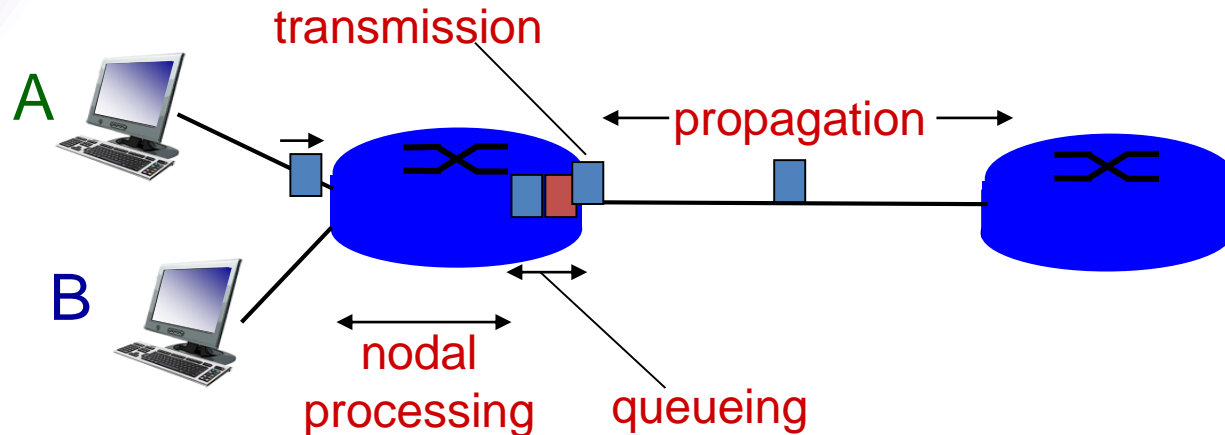 transmission
A
propagation
B
nodal
processing
queueing